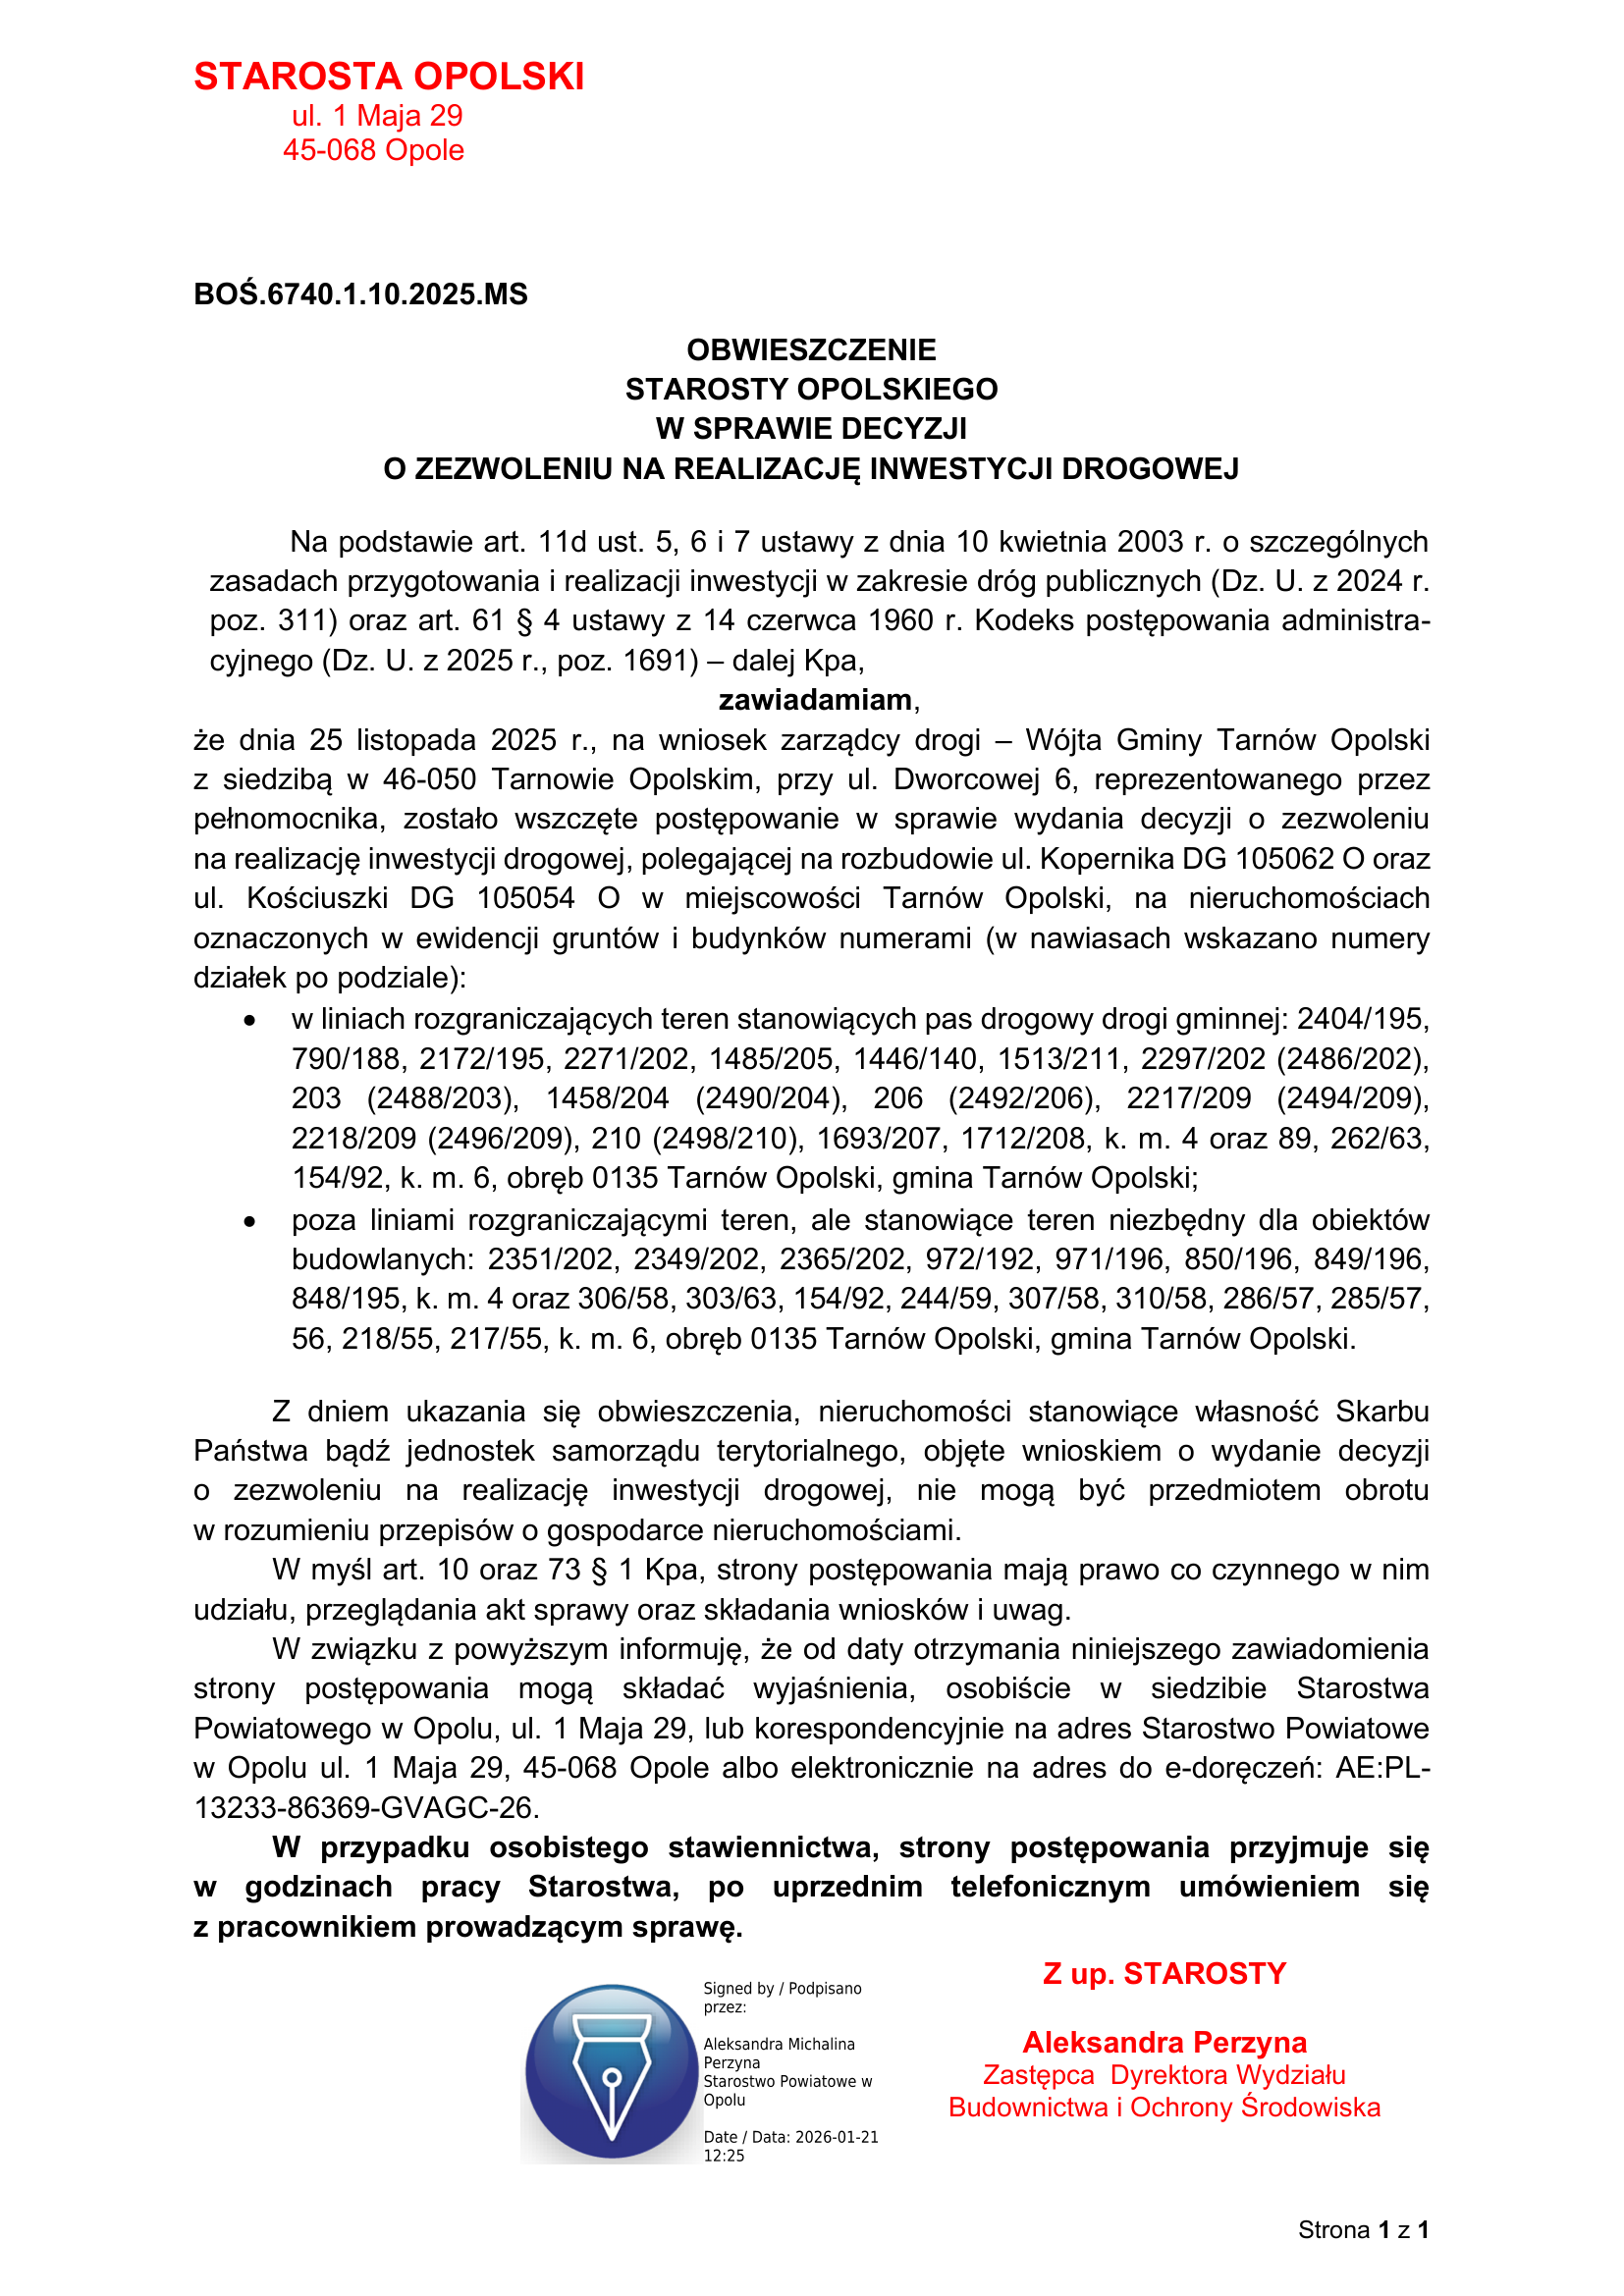 STAROSTA OPOLSKI
ul. 1 Maja 29
45-068 Opole
BOŚ.6740.1.10.2025.MS
OBWIESZCZENIE
STAROSTY OPOLSKIEGO
W SPRAWIE DECYZJI
O ZEZWOLENIU NA REALIZACJĘ INWESTYCJI DROGOWEJ
Na podstawie art. 11d ust. 5, 6 i 7 ustawy z dnia 10 kwietnia 2003 r. o szczególnych
zasadach przygotowania i realizacji inwestycji w zakresie dróg publicznych (Dz. U. z 2024 r.
poz. 311) oraz art. 61 § 4 ustawy z 14 czerwca 1960 r. Kodeks postępowania administra-
cyjnego (Dz. U. z 2025 r., poz. 1691) – dalej Kpa,
zawiadamiam,
że dnia 25 listopada 2025 r., na wniosek zarządcy drogi – Wójta Gminy Tarnów Opolski
z siedzibą w 46-050 Tarnowie Opolskim, przy ul. Dworcowej 6, reprezentowanego przez
pełnomocnika, zostało wszczęte postępowanie w sprawie wydania decyzji o zezwoleniu
na realizację inwestycji drogowej, polegającej na rozbudowie ul. Kopernika DG 105062 O oraz
ul. Kościuszki DG 105054 O w miejscowości Tarnów Opolski, na nieruchomościach
oznaczonych w ewidencji gruntów i budynków numerami (w nawiasach wskazano numery
działek po podziale):
• w liniach rozgraniczających teren stanowiących pas drogowy drogi gminnej: 2404/195,
790/188, 2172/195, 2271/202, 1485/205, 1446/140, 1513/211, 2297/202 (2486/202),
203 (2488/203), 1458/204 (2490/204), 206 (2492/206), 2217/209 (2494/209),
2218/209 (2496/209), 210 (2498/210), 1693/207, 1712/208, k. m. 4 oraz 89, 262/63,
154/92, k. m. 6, obręb 0135 Tarnów Opolski, gmina Tarnów Opolski;
• poza liniami rozgraniczającymi teren, ale stanowiące teren niezbędny dla obiektów
budowlanych: 2351/202, 2349/202, 2365/202, 972/192, 971/196, 850/196, 849/196,
848/195, k. m. 4 oraz 306/58, 303/63, 154/92, 244/59, 307/58, 310/58, 286/57, 285/57,
56, 218/55, 217/55, k. m. 6, obręb 0135 Tarnów Opolski, gmina Tarnów Opolski.
Z dniem ukazania się obwieszczenia, nieruchomości stanowiące własność Skarbu
Państwa bądź jednostek samorządu terytorialnego, objęte wnioskiem o wydanie decyzji
o zezwoleniu na realizację inwestycji drogowej, nie mogą być przedmiotem obrotu
w rozumieniu przepisów o gospodarce nieruchomościami.
W myśl art. 10 oraz 73 § 1 Kpa, strony postępowania mają prawo co czynnego w nim
udziału, przeglądania akt sprawy oraz składania wniosków i uwag.
W związku z powyższym informuję, że od daty otrzymania niniejszego zawiadomienia
strony postępowania mogą składać wyjaśnienia, osobiście w siedzibie Starostwa
Powiatowego w Opolu, ul. 1 Maja 29, lub korespondencyjnie na adres Starostwo Powiatowe
w Opolu ul. 1 Maja 29, 45-068 Opole albo elektronicznie na adres do e-doręczeń: AE:PL-
13233-86369-GVAGC-26.
W przypadku osobistego stawiennictwa, strony postępowania przyjmuje się
w godzinach pracy Starostwa, po uprzednim telefonicznym umówieniem się
z pracownikiem prowadzącym sprawę.
Signed by / Podpisano
przez:
Aleksandra Michalina
Perzyna
Starostwo Powiatowe w
Opolu
Date / Data: 2026-01-21
12:25
Z up. STAROSTY
Aleksandra Perzyna
Zastępca Dyrektora Wydziału
Budownictwa i Ochrony Środowiska
Strona 1 z 1